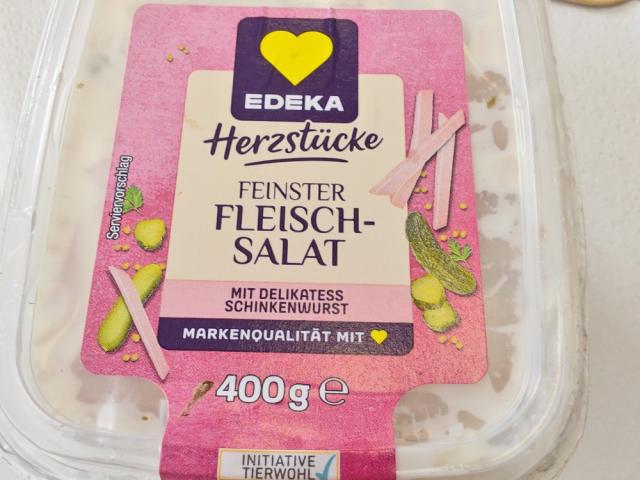 EDEKA
Herzstücke
FEINSTER
FLEISCH-
SALAT
MIT DELIKATESS
SCHINKENWURST
MARKENQUALITÄT MIT
400g ℮
Serviervorschlag
INITIATIVE
TIERWOHL